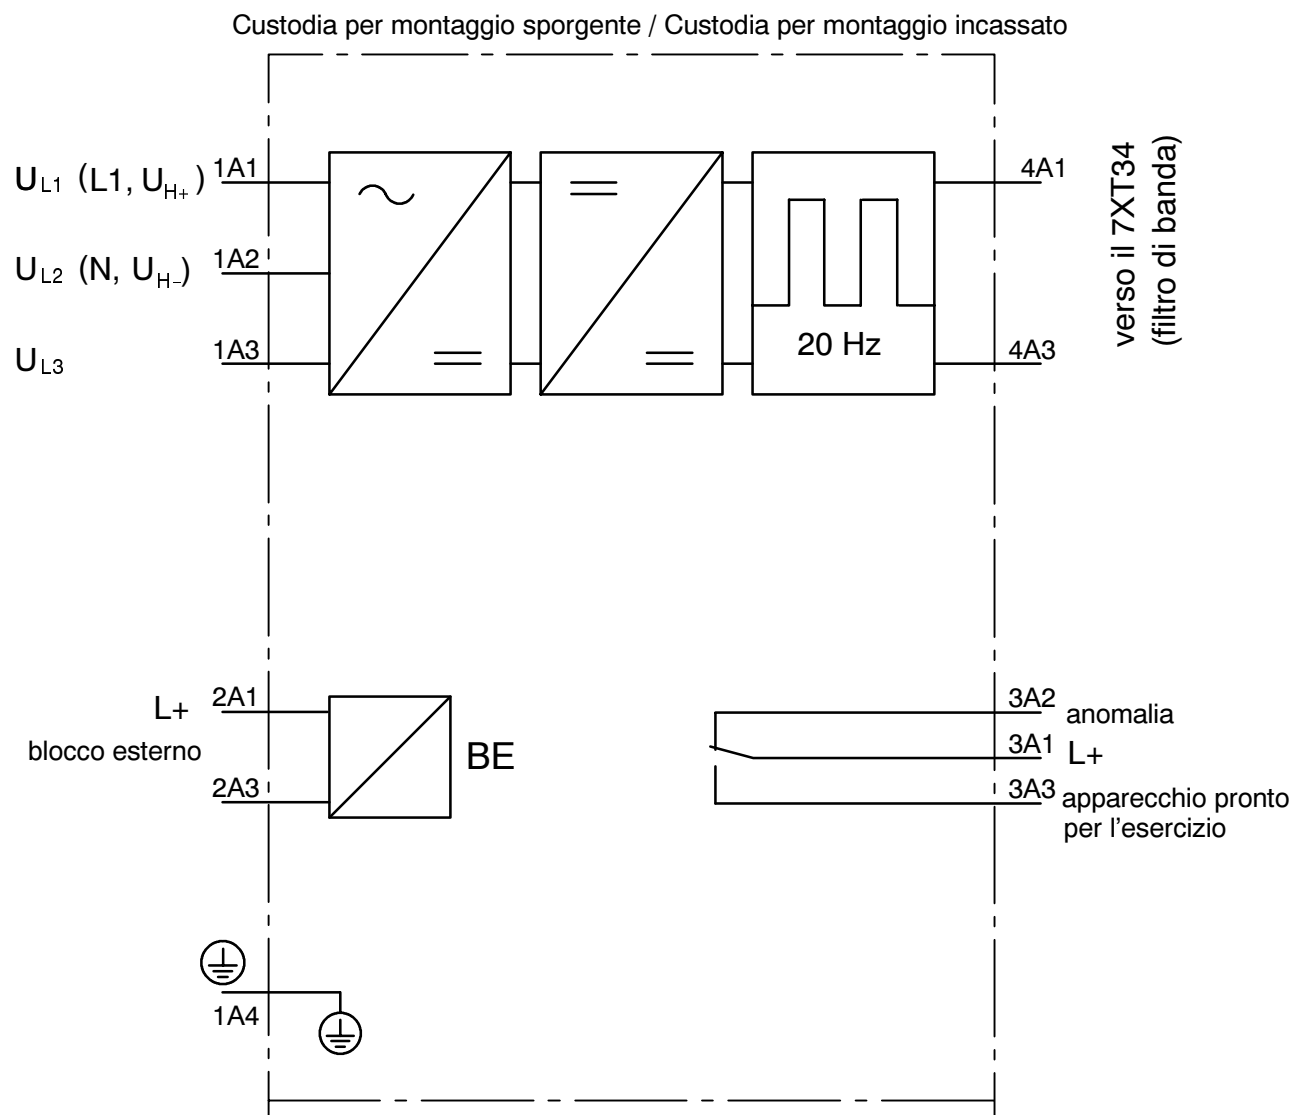 Custodia per montaggio sporgente / Custodia per montaggio incassato
UL1 (L1, UH+) 1A1
4A1
UL2 (N, UH–) 1A2
UL3 1A3
20 Hz
4A3
verso il 7XT34
(filtro di banda)
L+ 2A1
blocco esterno
2A3
BE
3A2 anomalia
3A1 L+
3A3 apparecchio pronto
per l'esercizio
1A4